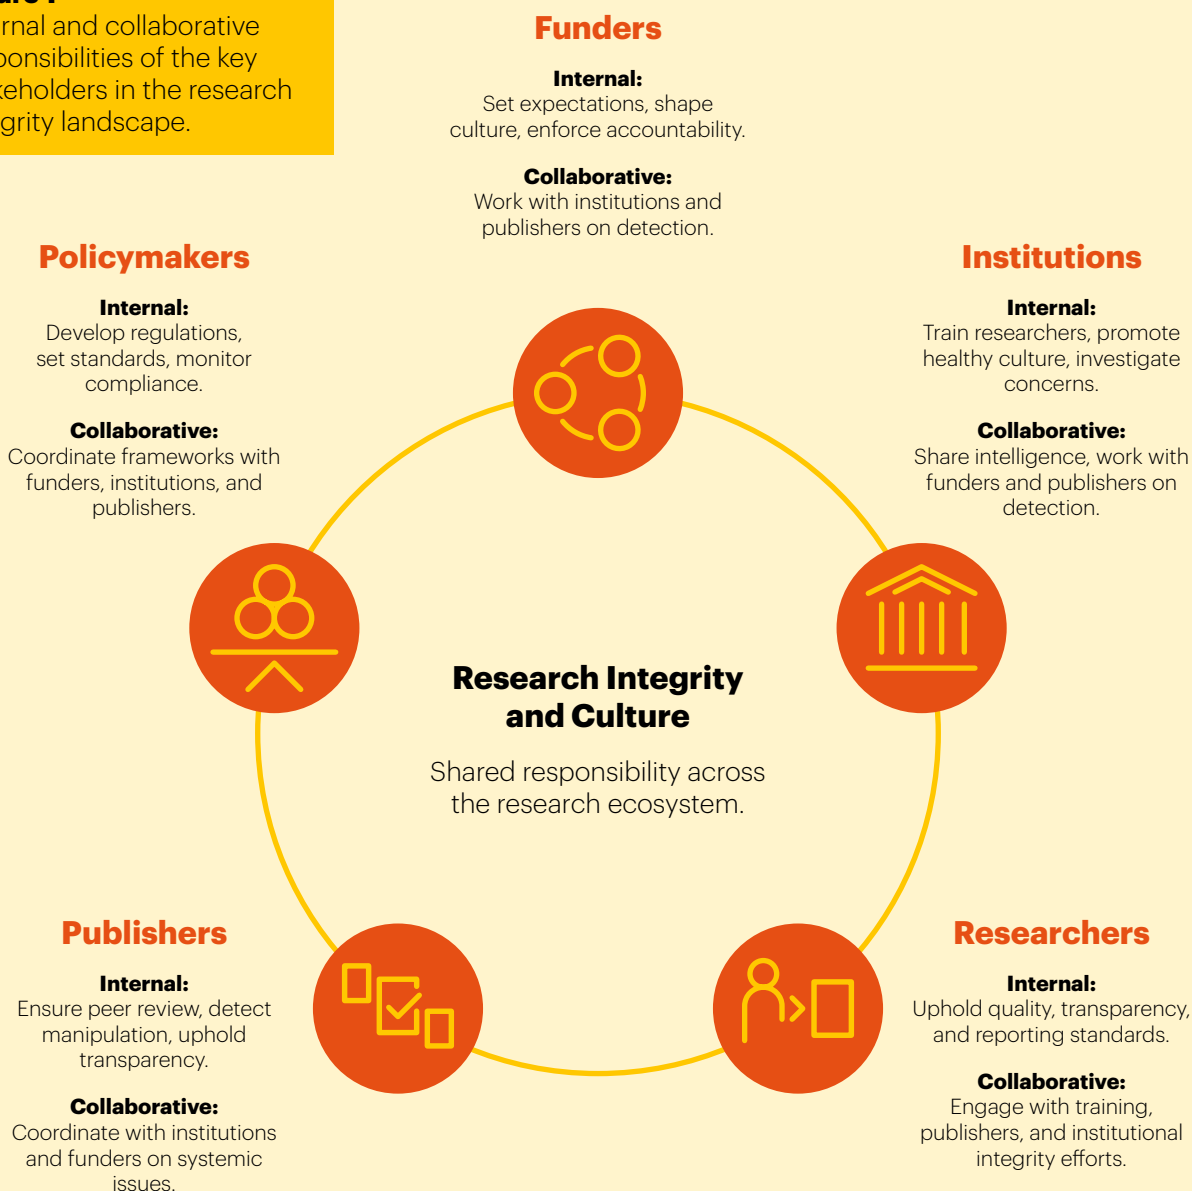 rnal and collaborative
ponsibilities of the key
keholders in the research
grity landscape.
Funders
Internal:
Set expectations, shape
culture, enforce accountability.
Collaborative:
Work with institutions and
publishers on detection.
Policymakers
Internal:
Develop regulations,
set standards, monitor
compliance.
Collaborative:
Coordinate frameworks with
funders, institutions, and
publishers.
Institutions
Internal:
Train researchers, promote
healthy culture, investigate
concerns.
Collaborative:
Share intelligence, work with
funders and publishers on
detection.
Research Integrity
and Culture
Shared responsibility across
the research ecosystem.
Publishers
Internal:
Ensure peer review, detect
manipulation, uphold
transparency.
Collaborative:
Coordinate with institutions
and funders on systemic
issues.
Researchers
Internal:
Uphold quality, transparency,
and reporting standards.
Collaborative:
Engage with training,
publishers, and institutional
integrity efforts.